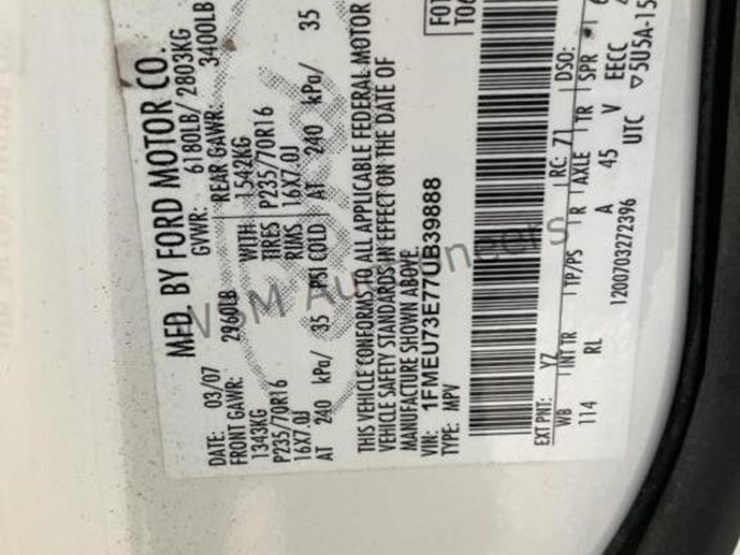 MFD. BY FORD MOTOR CO.
DATE: 03/07 GVWR: 6180LB/ 2803KG
FRONT GAWR: 2960LB REAR GAWR: 3400LB
1343KG WITH 1542KG
P235/70R16 TIRES P235/70R16
16X7.0J RIMS 16X7.0J
AT 240 kPa/ 35 PSI COLD AT 240 kPa/ 35
THIS VEHICLE CONFORMS TO ALL APPLICABLE FEDERAL MOTOR
VEHICLE SAFETY STANDARDS IN EFFECT ON THE DATE OF
MANUFACTURE SHOWN ABOVE.
VIN: 1FMEU73E77UB39888
TYPE: MPV
EXT PNT: YZ RC: 71 DSO:
WB INT TR TP/PS R AXLE TR SPR
114 RL A 45 V EECC
1200703272396 UTC ▽5U5A-15
VSM Auctioneers